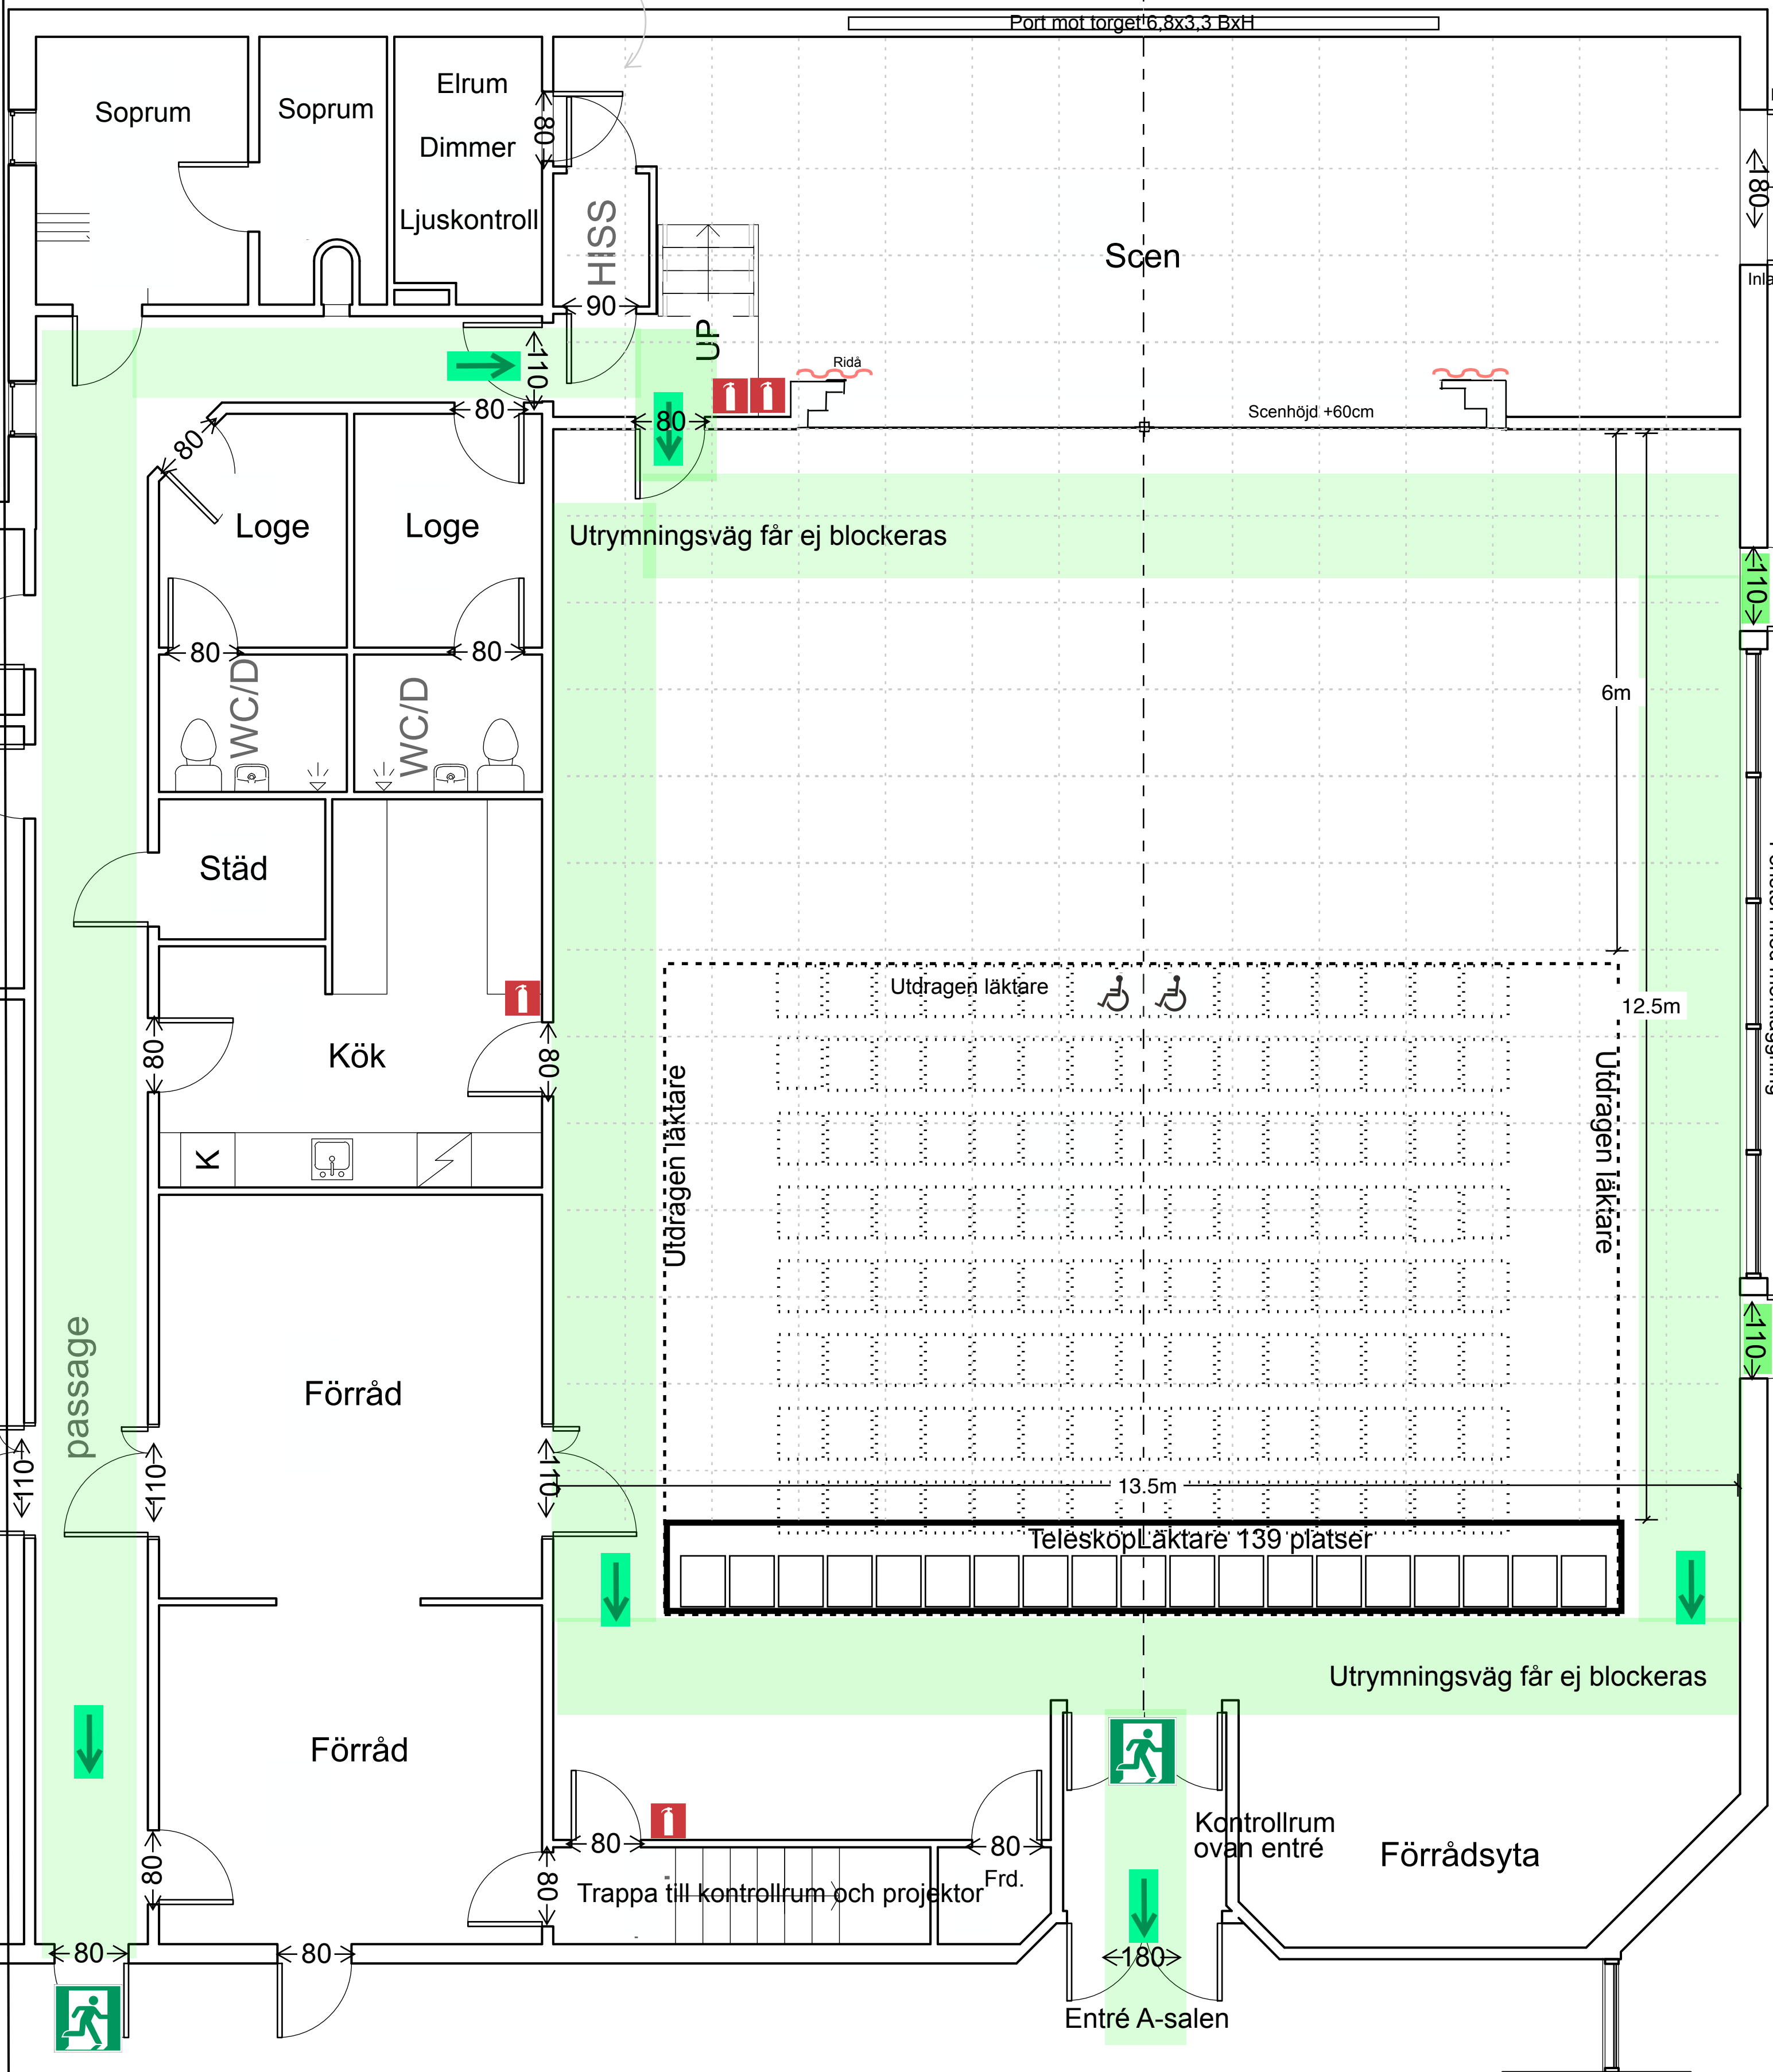 Port mot torget 6,8x3,3 BxH
Soprum
Soprum
Elrum
Dimmer
Ljuskontroll
80
HISS
90
UP
Scen
180
Inla
Ridå
Scenhöjd +60cm
110
80
80
80
80
Loge
Loge
Utrymningsväg får ej blockeras
110
6m
80
80
WC/D
WC/D
Städ
Utdragen läktare
12.5m
80
Kök
80
K
Utdragen läktare
Utdragen läktare
passage
Förråd
110
110
110
110
13.5m
TeleskopLäktare 139 platser
Utrymningsväg får ej blockeras
Förråd
Kontrollrum
ovan entré
Förrådsyta
80
80
80
80
Frd.
Trappa till kontrollrum och projektor
80
80
180
Entré A-salen